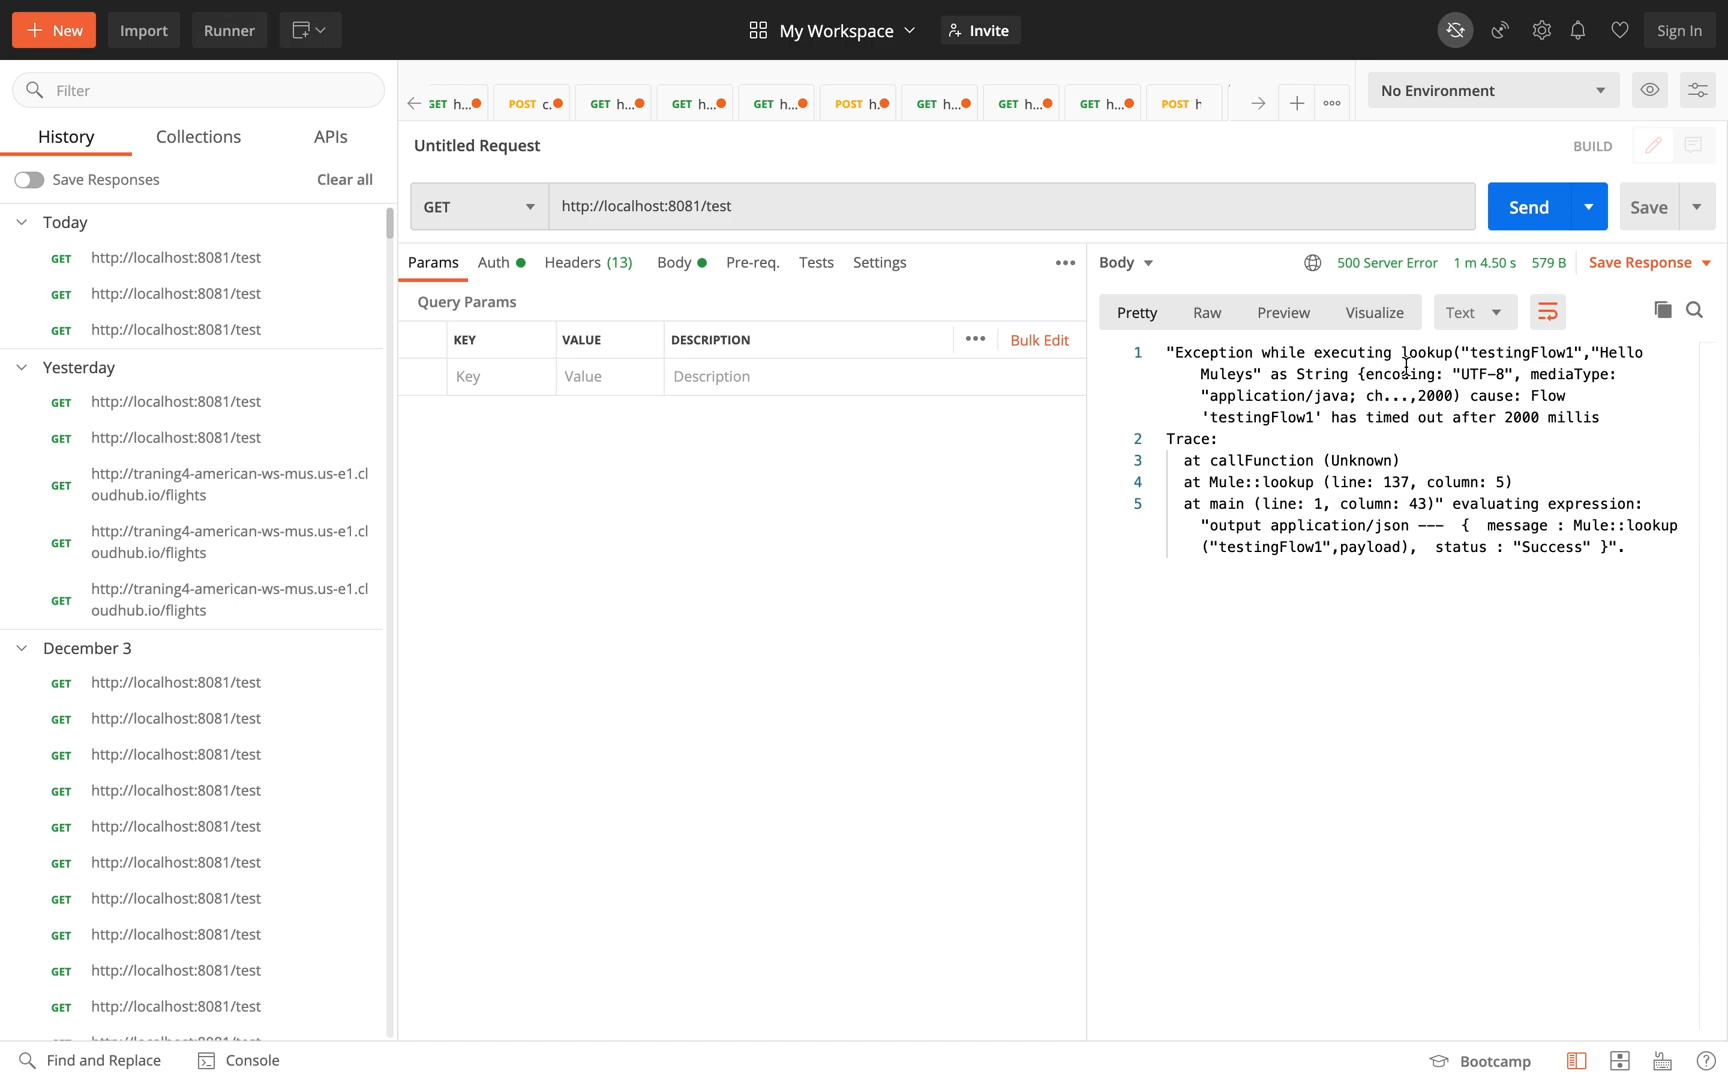 New
Import
Runner
My Workspace
Invite
Sign In
Filter
GET h...
POST c.
GET h...
GET h...
GET h...
POST h.
GET h...
GET h...
GET h...
POST h
No Environment
History
Collections
APIs
Untitled Request
BUILD
Save Responses
Clear all
GET
http://localhost:8081/test
Send
Save
Today
GET http://localhost:8081/test
GET http://localhost:8081/test
GET http://localhost:8081/test
Yesterday
GET http://localhost:8081/test
GET http://localhost:8081/test
GET http://traning4-american-ws-mus.us-e1.cl
oudhub.io/flights
GET http://traning4-american-ws-mus.us-e1.cl
oudhub.io/flights
GET http://traning4-american-ws-mus.us-e1.cl
oudhub.io/flights
December 3
GET http://localhost:8081/test
GET http://localhost:8081/test
GET http://localhost:8081/test
GET http://localhost:8081/test
GET http://localhost:8081/test
GET http://localhost:8081/test
GET http://localhost:8081/test
GET http://localhost:8081/test
GET http://localhost:8081/test
GET http://localhost:8081/test
Params
Auth
Headers (13)
Body
Pre-req.
Tests
Settings
Query Params
KEY
VALUE
DESCRIPTION
Bulk Edit
Key
Value
Description
Body
500 Server Error
1 m 4.50 s
579 B
Save Response
Pretty
Raw
Preview
Visualize
Text
1 "Exception while executing lookup("testingFlow1","Hello
Muleys" as String {encoding: "UTF-8", mediaType:
"application/java; ch...,2000) cause: Flow
'testingFlow1' has timed out after 2000 millis
2 Trace:
3 at callFunction (Unknown)
4 at Mule::lookup (line: 137, column: 5)
5 at main (line: 1, column: 43)" evaluating expression:
"output application/json --- { message : Mule::lookup
("testingFlow1",payload), status : "Success" }".
Find and Replace
Console
Bootcamp